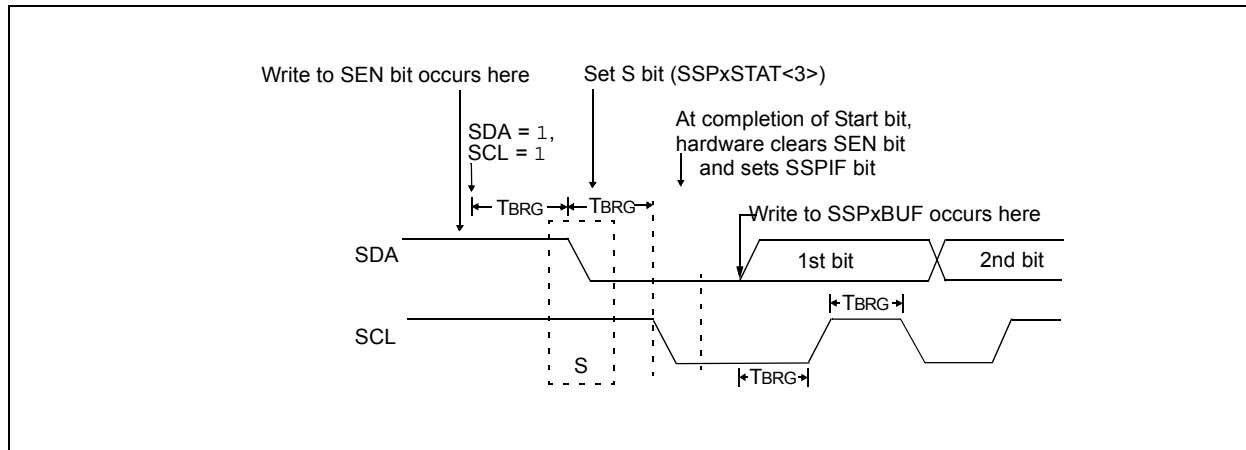 Write to SEN bit occurs here
Set S bit (SSPxSTAT<3>)
SDA = 1,
SCL = 1
At completion of Start bit,
hardware clears SEN bit
and sets SSPIF bit
TBRG
TBRG
Write to SSPxBUF occurs here
SDA
1st bit
2nd bit
TBRG
SCL
S
TBRG